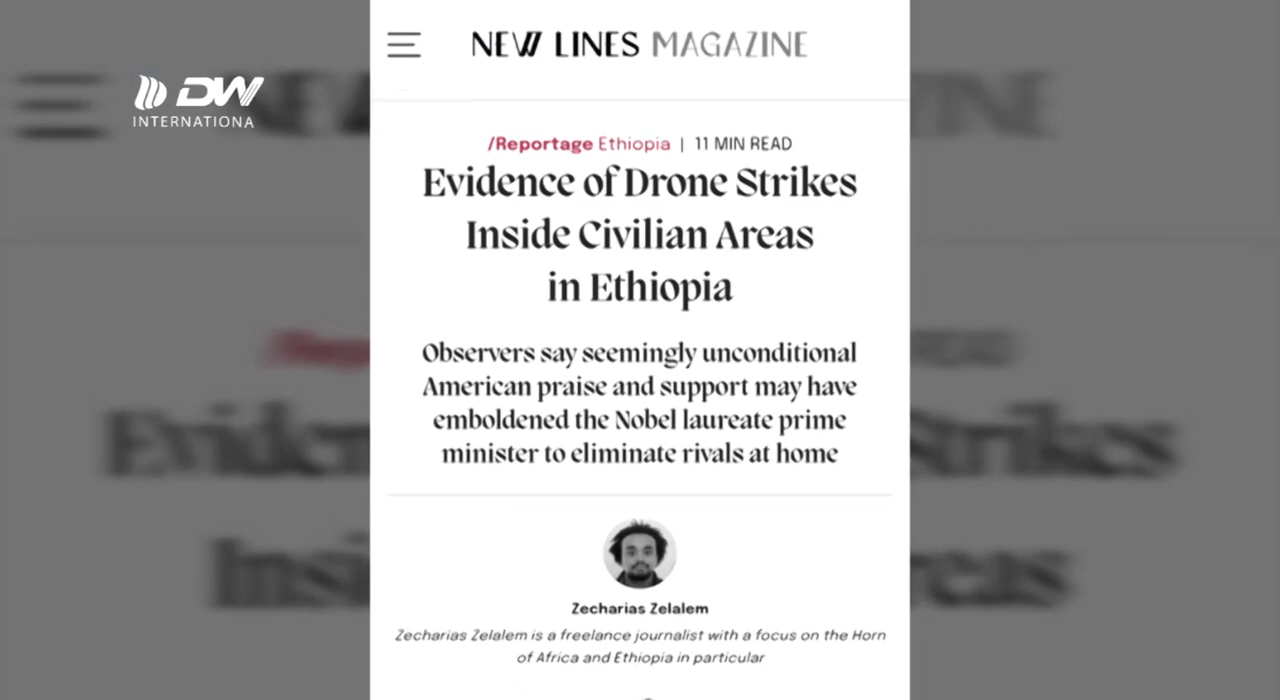 NEW LINES MAGAZINE
DW
INTERNATIONA
/Reportage Ethiopia | 11 MIN READ
Evidence of Drone Strikes
Inside Civilian Areas
in Ethiopia
Observers say seemingly unconditional
American praise and support may have
emboldened the Nobel laureate prime
minister to eliminate rivals at home
Zecharias Zelalem
Zecharias Zelalem is a freelance journalist with a focus on the Horn
of Africa and Ethiopia in particular